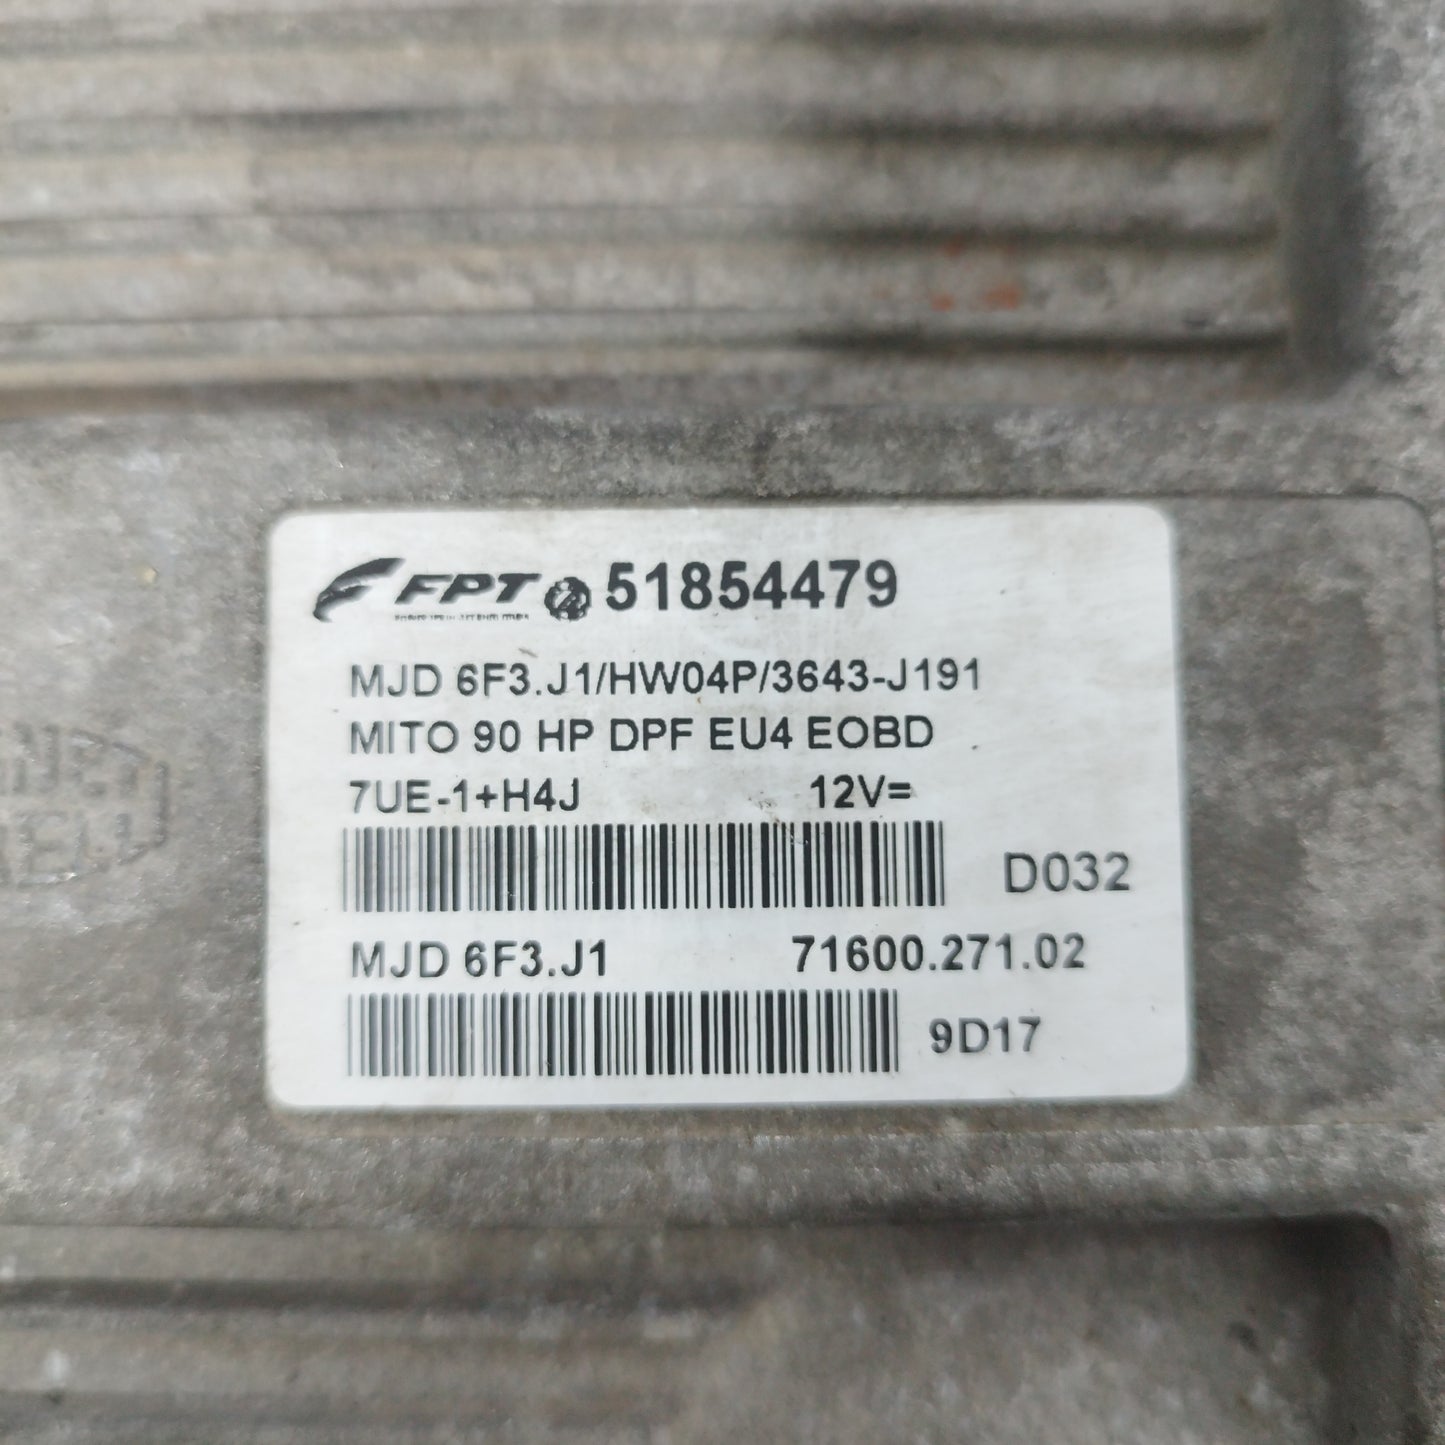 FPT 51854479
MJD 6F3.J1/HW04P/3643-J191
MITO 90 HP DPF EU4 EOBD
7UE-1+H4J 12V=
D032
MJD 6F3.J1 71600.271.02
9D17